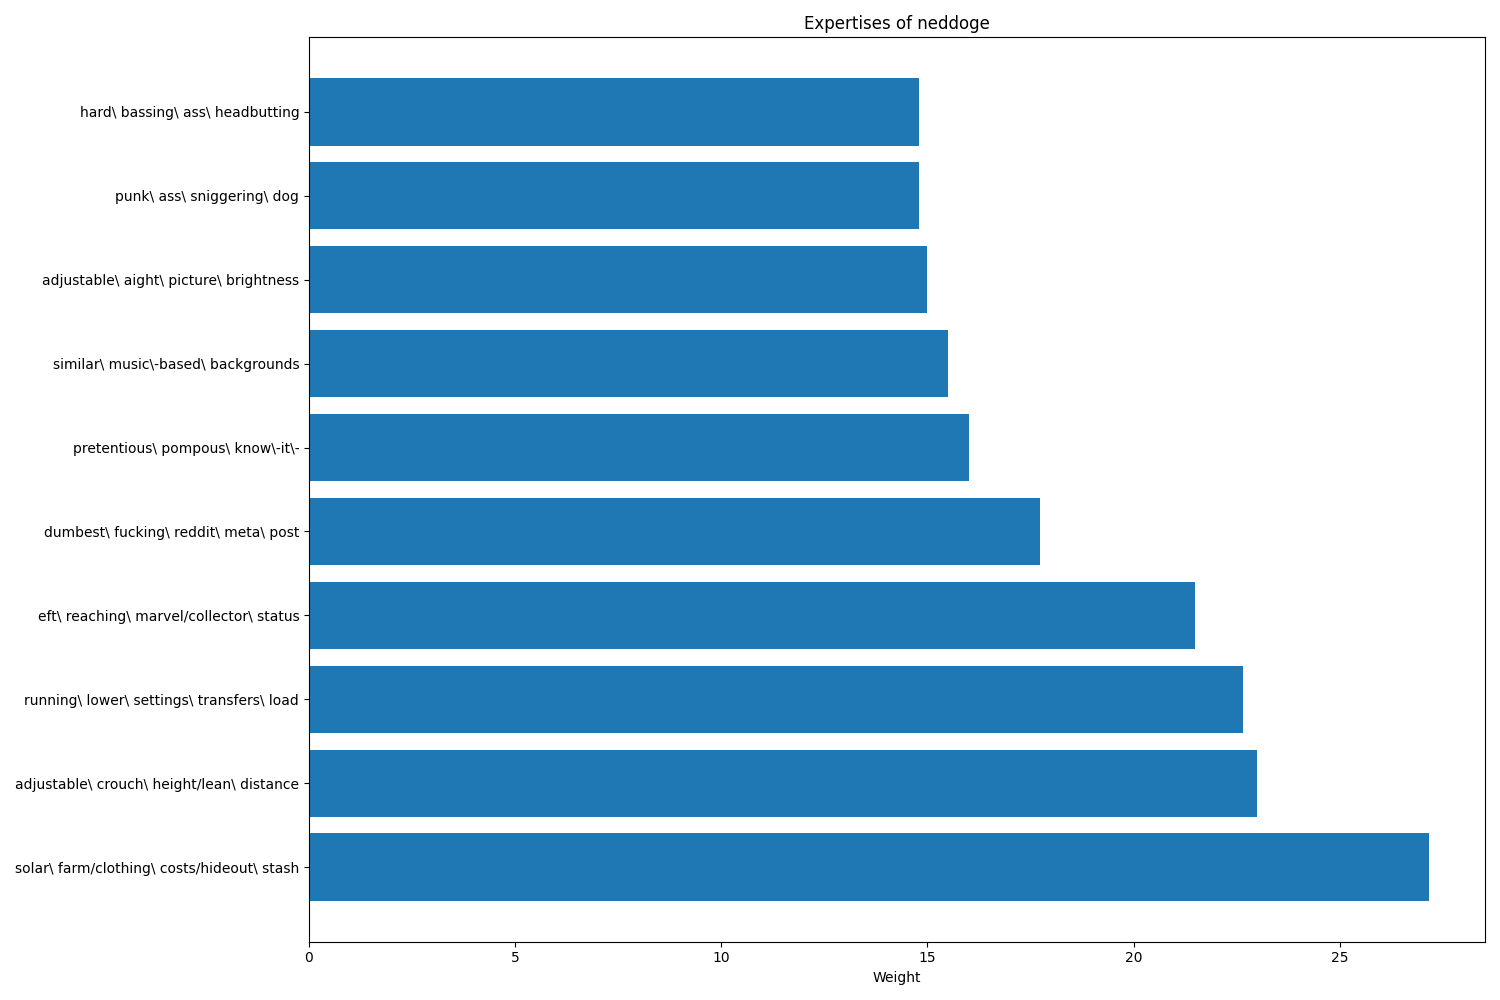 Expertises of neddoge
hard\ bassing\ ass\ headbutting
punk\ ass\ sniggering\ dog
adjustable\ aight\ picture\ brightness
similar\ music\-based\ backgrounds
pretentious\ pompous\ know\-it\-
dumbest\ fucking\ reddit\ meta\ post
eft\ reaching\ marvel/collector\ status
running\ lower\ settings\ transfers\ load
adjustable\ crouch\ height/lean\ distance
solar\ farm/clothing\ costs/hideout\ stash
0 5 10 15 20 25
Weight